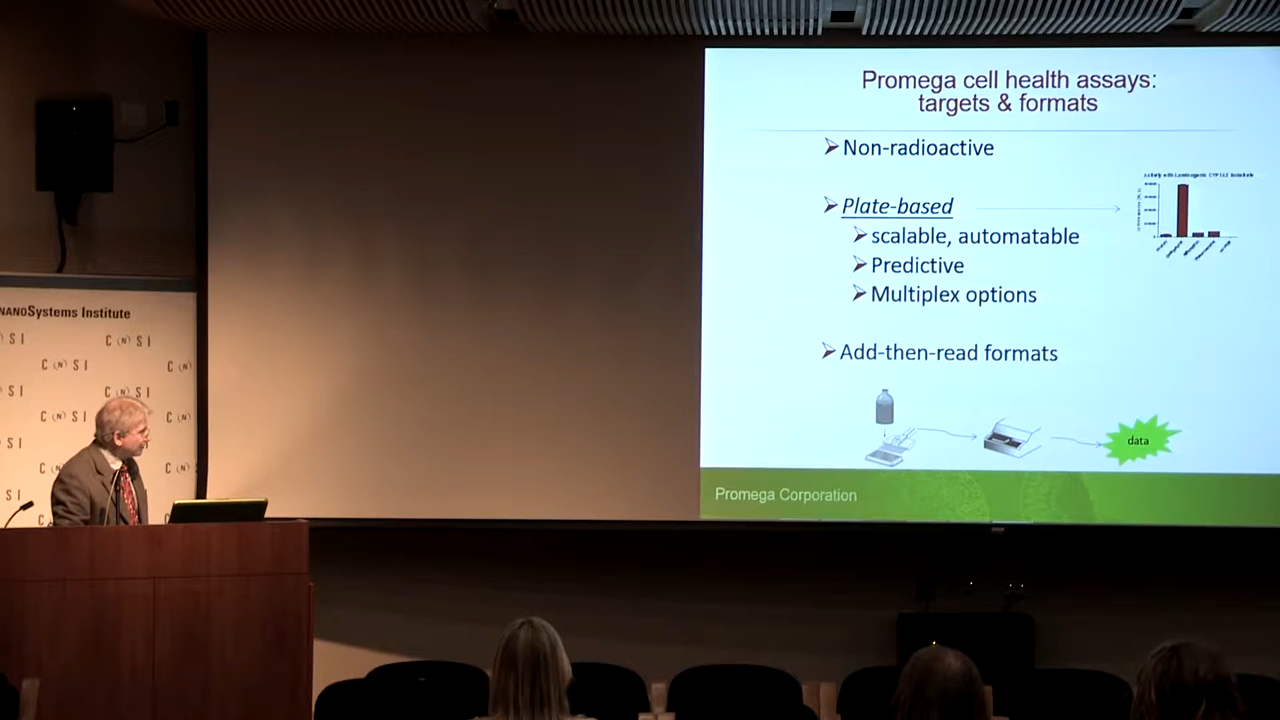 Promega cell health assays:
targets & formats
Non-radioactive
Plate-based
scalable, automatable
Predictive
Multiplex options
Add-then-read formats
data
Promega Corporation
NANOSystems Institute
S I
C (N) S I
C (N) S I
C (N)
S I
C (N) S I
C (N) S I
C (N)
S I
C (N)
C (N)
S I
C